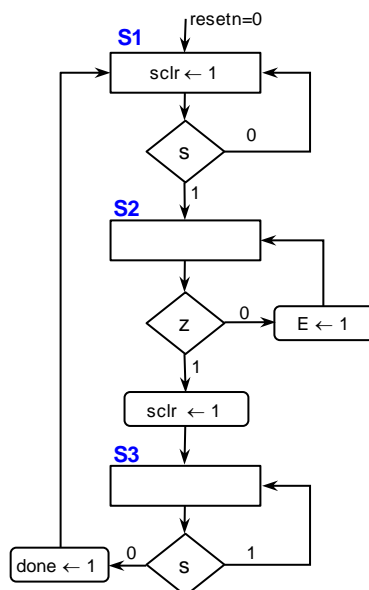 resetn=0
S1
sclr ← 1
s
0
1
S2
z
0
E ← 1
1
sclr ← 1
S3
done ← 1
0
s
1